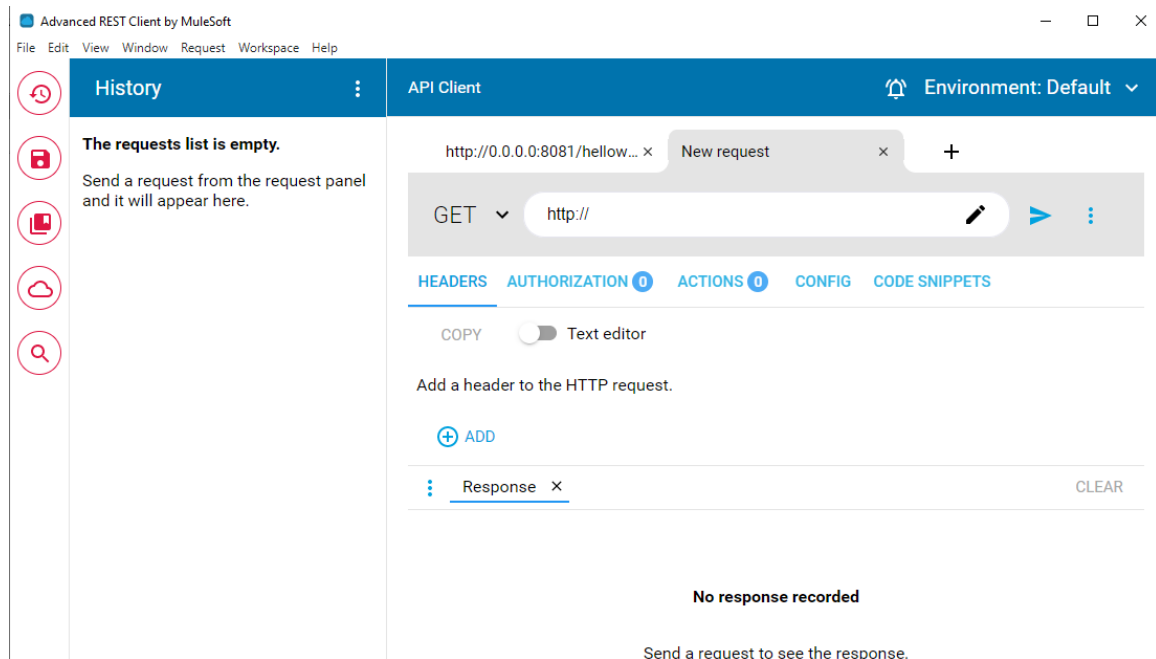 Advanced REST Client by MuleSoft
File Edit View Window Request Workspace Help
History
API Client
Environment: Default
The requests list is empty.
Send a request from the request panel
and it will appear here.
http://0.0.0.0:8081/hellow...
New request
GET
http://
HEADERS
AUTHORIZATION 0
ACTIONS 0
CONFIG
CODE SNIPPETS
COPY
Text editor
Add a header to the HTTP request.
ADD
Response
CLEAR
No response recorded
Send a request to see the response.